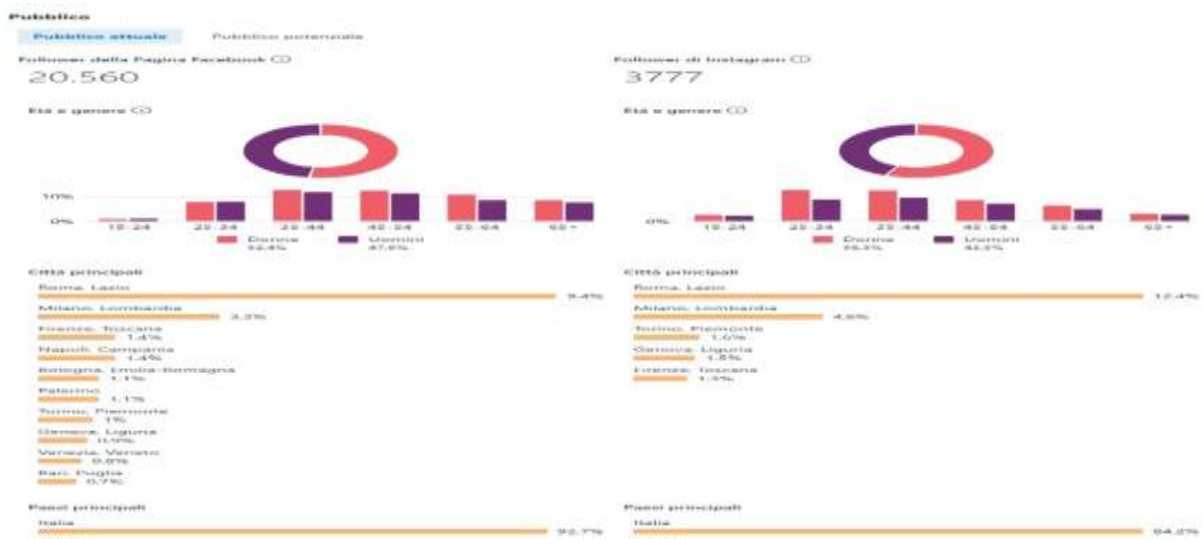 Pubblico
Pubblico attuale
Pubblico potenziale
Follower della Pagina Facebook
20.560
Età e genere
10%
0%
18-24
25-34
35-44
45-54
55-64
65+
Donne
52.4%
Uomini
47.6%
Città principali
Roma, Lazio
9.4%
Milano, Lombardia
3.3%
Firenze, Toscana
1.4%
Napoli, Campania
1.4%
Bologna, Emilia-Romagna
1.1%
Palermo
1.1%
Torino, Piemonte
1%
Genova, Liguria
0.9%
Venezia, Veneto
0.8%
Bari, Puglia
0.7%
Paesi principali
Italia
92.7%
Follower di Instagram
3777
Età e genere
0%
18-24
25-34
35-44
45-54
55-64
65+
Donne
Uomini
Città principali
Roma, Lazio
12.4%
Milano, Lombardia
4.6%
Torino, Piemonte
1.6%
Genova, Liguria
1.5%
Firenze, Toscana
1.3%
Paesi principali
Italia
94.2%